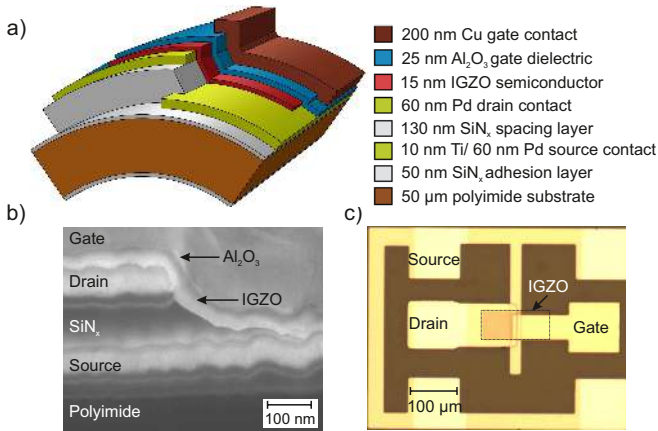 a)
200 nm Cu gate contact
25 nm Al₂O₃ gate dielectric
15 nm IGZO semiconductor
60 nm Pd drain contact
130 nm SiNₓ spacing layer
10 nm Ti/ 60 nm Pd source contact
50 nm SiNₓ adhesion layer
50 µm polyimide substrate
b)
Gate
Al₂O₃
Drain
IGZO
SiNₓ
Source
Polyimide
100 nm
c)
Source
IGZO
Drain
Gate
100 µm